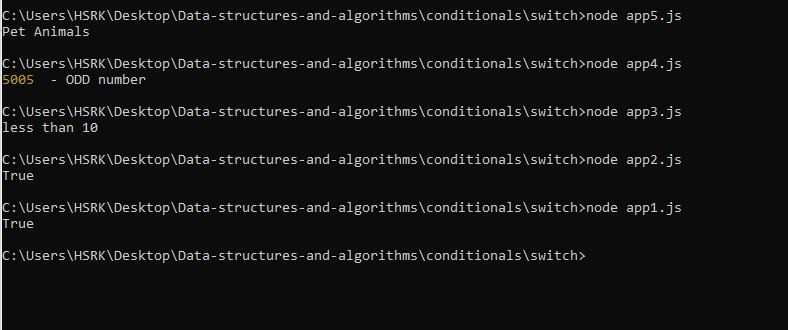 C:\Users\HSRK\Desktop\Data-structures-and-algorithms\conditionals\switch>node app5.js
Pet Animals
C:\Users\HSRK\Desktop\Data-structures-and-algorithms\conditionals\switch>node app4.js
5005  - ODD number
C:\Users\HSRK\Desktop\Data-structures-and-algorithms\conditionals\switch>node app3.js
less than 10
C:\Users\HSRK\Desktop\Data-structures-and-algorithms\conditionals\switch>node app2.js
True
C:\Users\HSRK\Desktop\Data-structures-and-algorithms\conditionals\switch>node app1.js
True
C:\Users\HSRK\Desktop\Data-structures-and-algorithms\conditionals\switch>